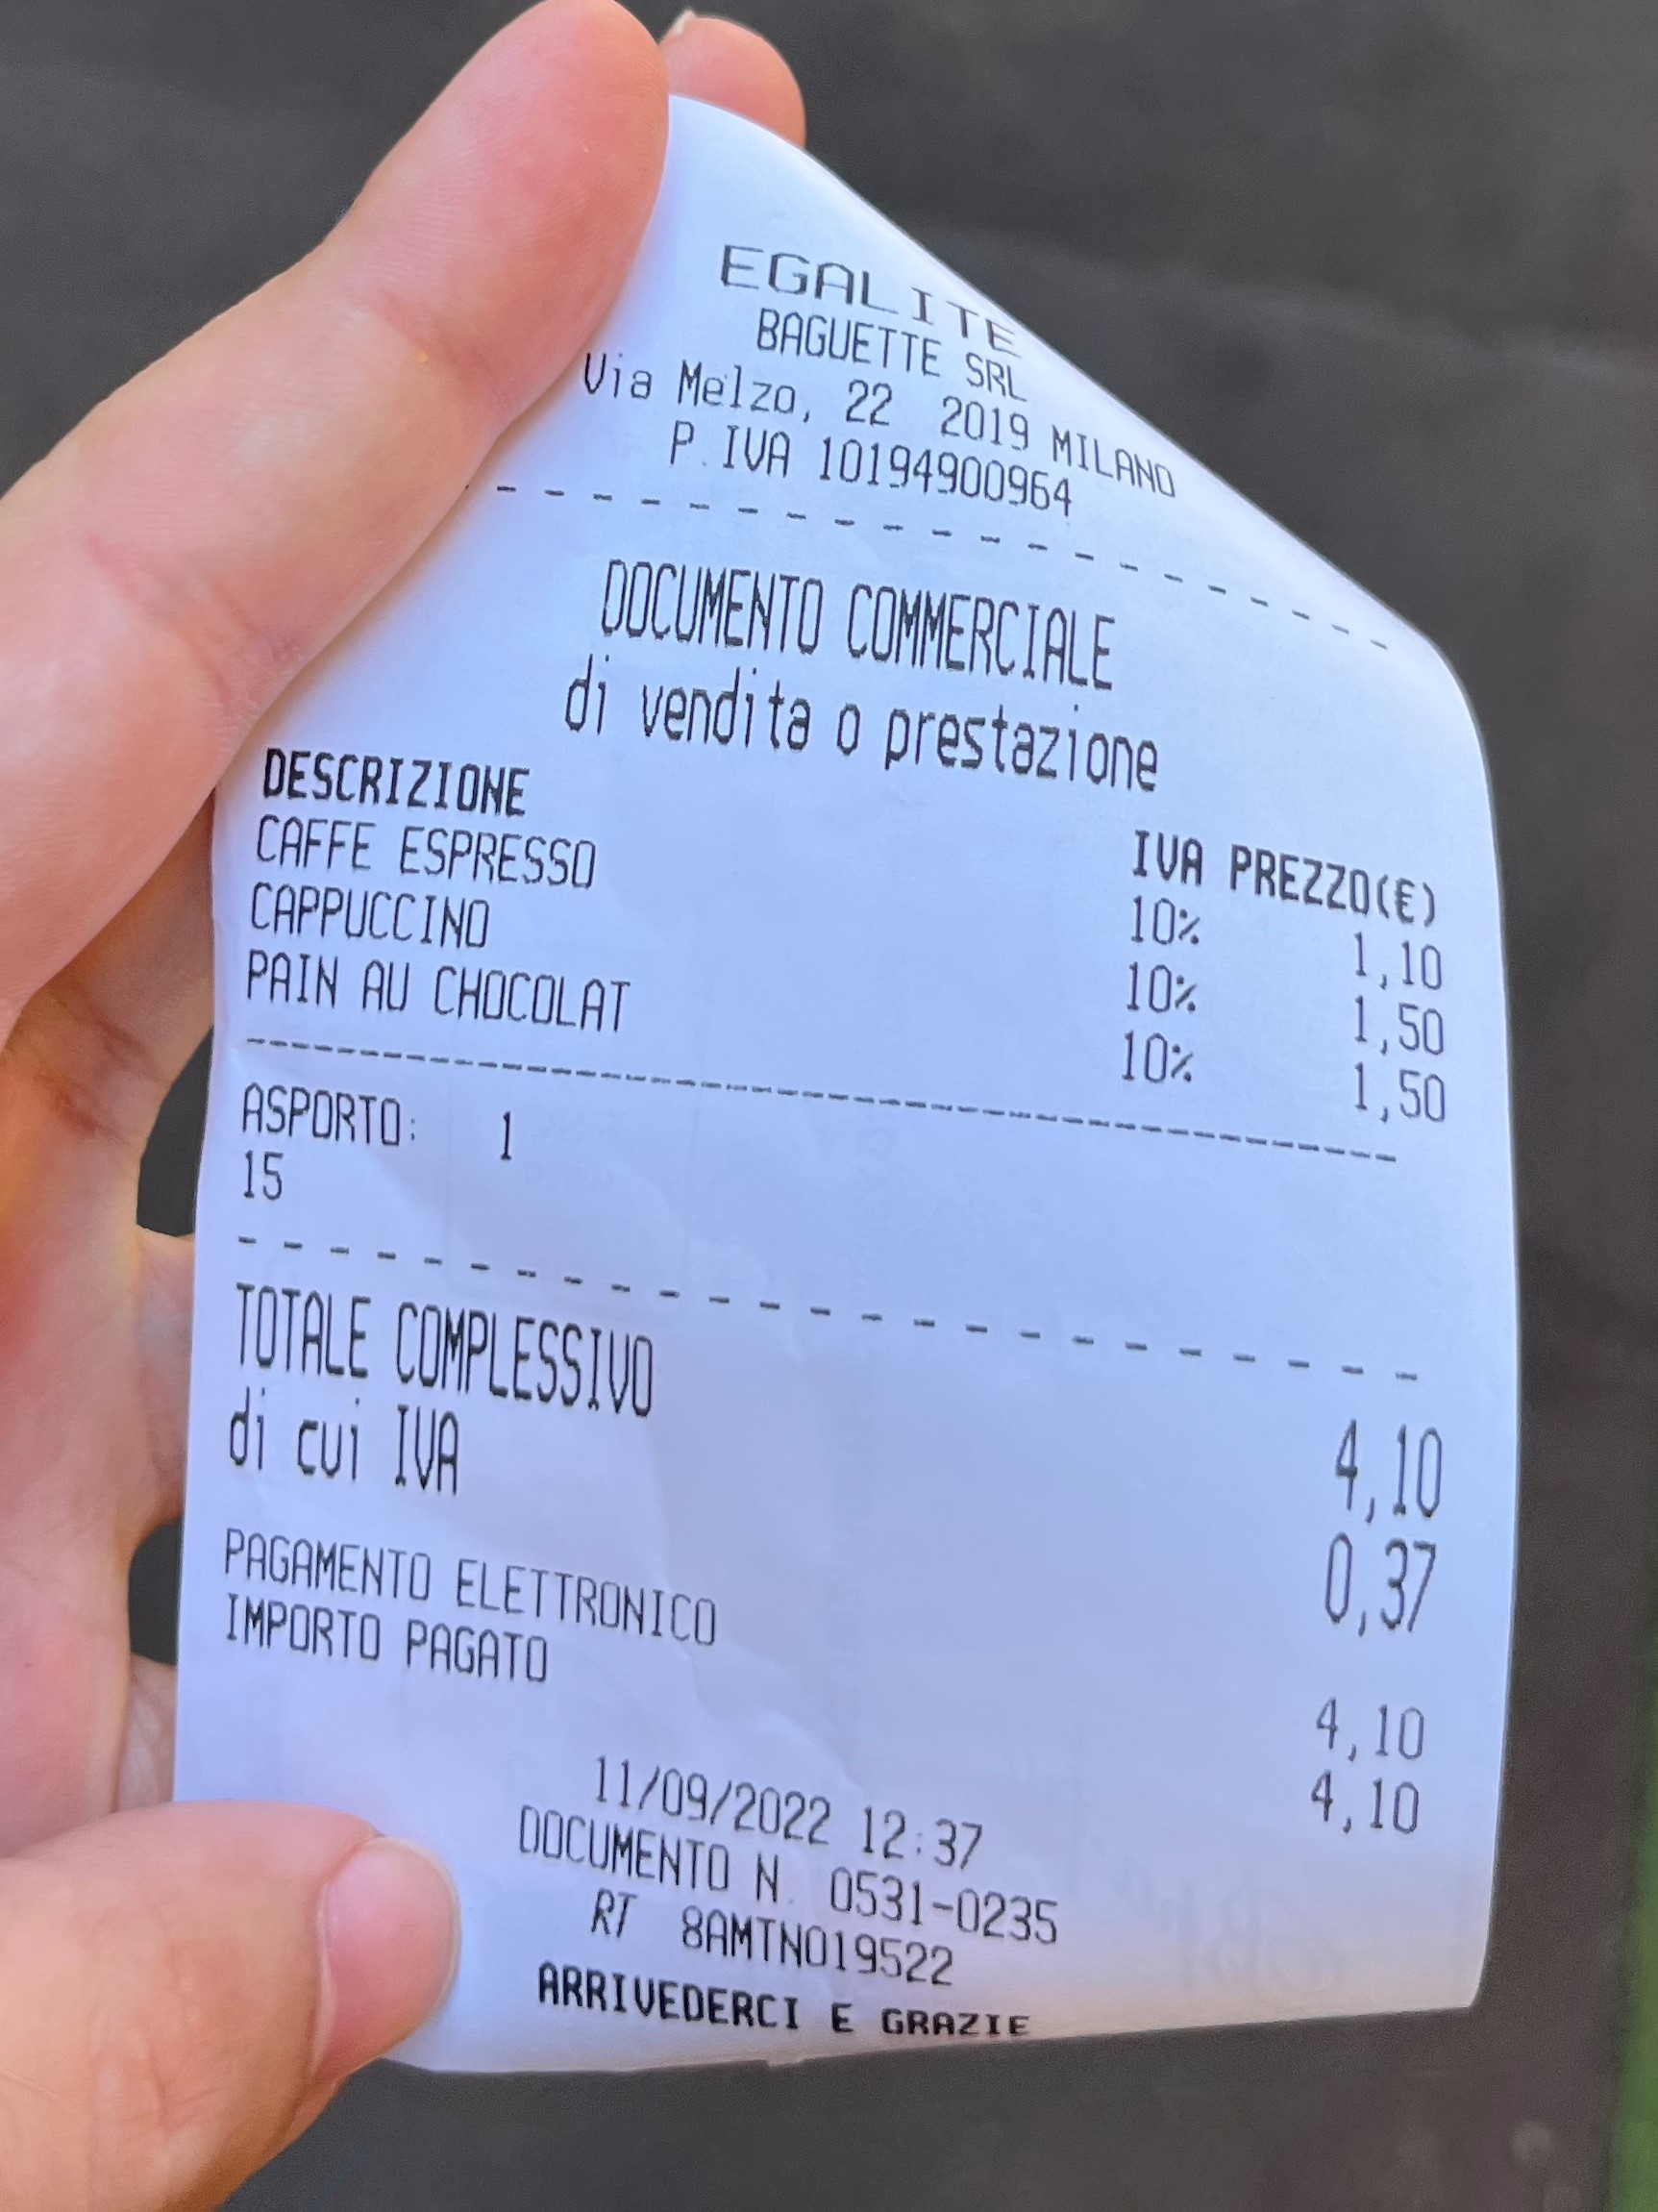 EGALITE
BAGUETTE SRL
Via Melzo, 22 2019 MILANO
P.IVA 10194900964
DOCUMENTO COMMERCIALE
di vendita o prestazione
DESCRIZIONE IVA PREZZO(€)
CAFFE ESPRESSO 10% 1,10
CAPPUCCINO 10% 1,50
PAIN AU CHOCOLAT 10% 1,50
ASPORTO: 1
15
TOTALE COMPLESSIVO 4,10
di cui IVA 0,37
PAGAMENTO ELETTRONICO 4,10
IMPORTO PAGATO 4,10
11/09/2022 12:37
DOCUMENTO N. 0531-0235
RT 8AMTN019522
ARRIVEDERCI E GRAZIE